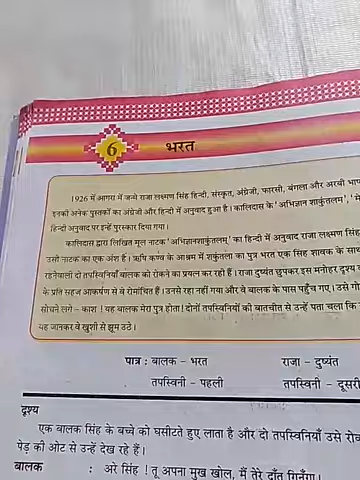 6
भरत
1926 में आगरा में जन्मे राजा लक्ष्मण सिंह हिन्दी, संस्कृत, अंग्रेजी, फारसी, बंगला और अरबी
इनकी अनेक पुस्तकों का अंग्रेजी और हिन्दी में अनुवाद हुआ है। कालिदास के 'अभिज्ञान शाकुंतलम्',
हिन्दी अनुवाद पर इन्हें पुरस्कार दिया गया।
कालिदास द्वारा लिखित मूल नाटक 'अभिज्ञानशाकुंतलम्' का हिन्दी में अनुवाद राजा लक्ष्मण सिंह
उसी नाटक का एक अंश है। ऋषि कण्व के आश्रम में शकुंतला का पुत्र भरत एक सिंह शावक के साथ
रहनेवाली दो तपस्विनियाँ बालक को रोकने का प्रयत्न कर रही हैं। राजा दुष्यंत छुपकर इस मनोहर दृश्य
के प्रति सहज आकर्षण से वे रोमांचित हैं। उनसे रहा नहीं गया और वे बालक के पास पहुँच गए। उसे
सोचने लगे – काश ! यह बालक मेरा पुत्र होता! दोनों तपस्विनियों की बातचीत से उन्हें पता चला कि
यह जानकर वे खुशी से झूम उठे।
पात्र : बालक – भरत राजा – दुष्यंत
तपस्विनी – पहली तपस्विनी – दूसरी
दृश्य
एक बालक सिंह के बच्चे को घसीटते हुए लाता है और दो तपस्विनियाँ उसे
पेड़ की ओट से उन्हें देख रहे हैं।
बालक : अरे सिंह ! तू अपना मुख खोल, मैं तेरे दाँत गिनूँगा।